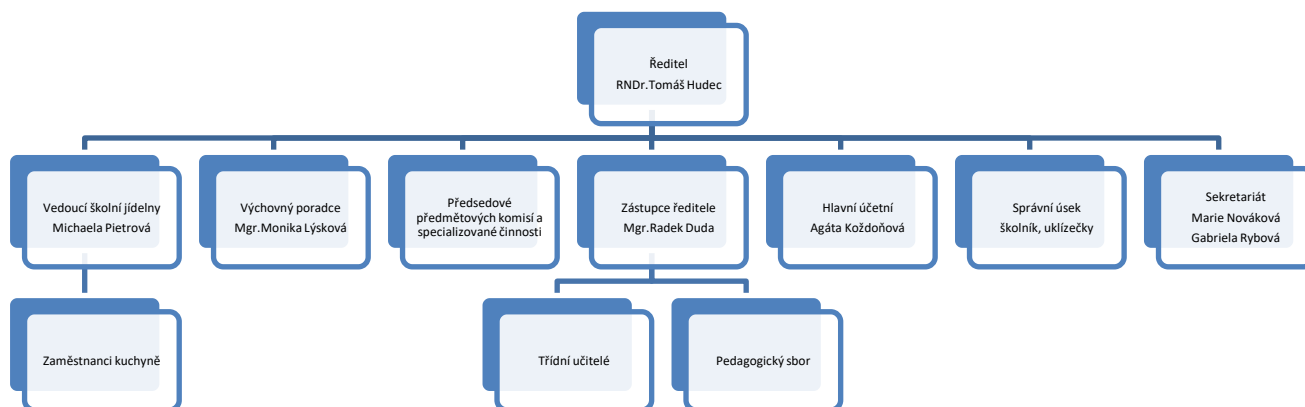 Ředitel
RNDr.Tomáš Hudec
Vedoucí školní jídelny
Michaela Pietrová
Výchovný poradce
Mgr.Monika Lýsková
Předsedové
předmětových komisí a
specializované činnosti
Zástupce ředitele
Mgr.Radek Duda
Hlavní účetní
Agáta Koždoňová
Správní úsek
školník, uklízečky
Sekretariát
Marie Nováková
Gabriela Rybová
Zaměstnanci kuchyně
Třídní učitelé
Pedagogický sbor